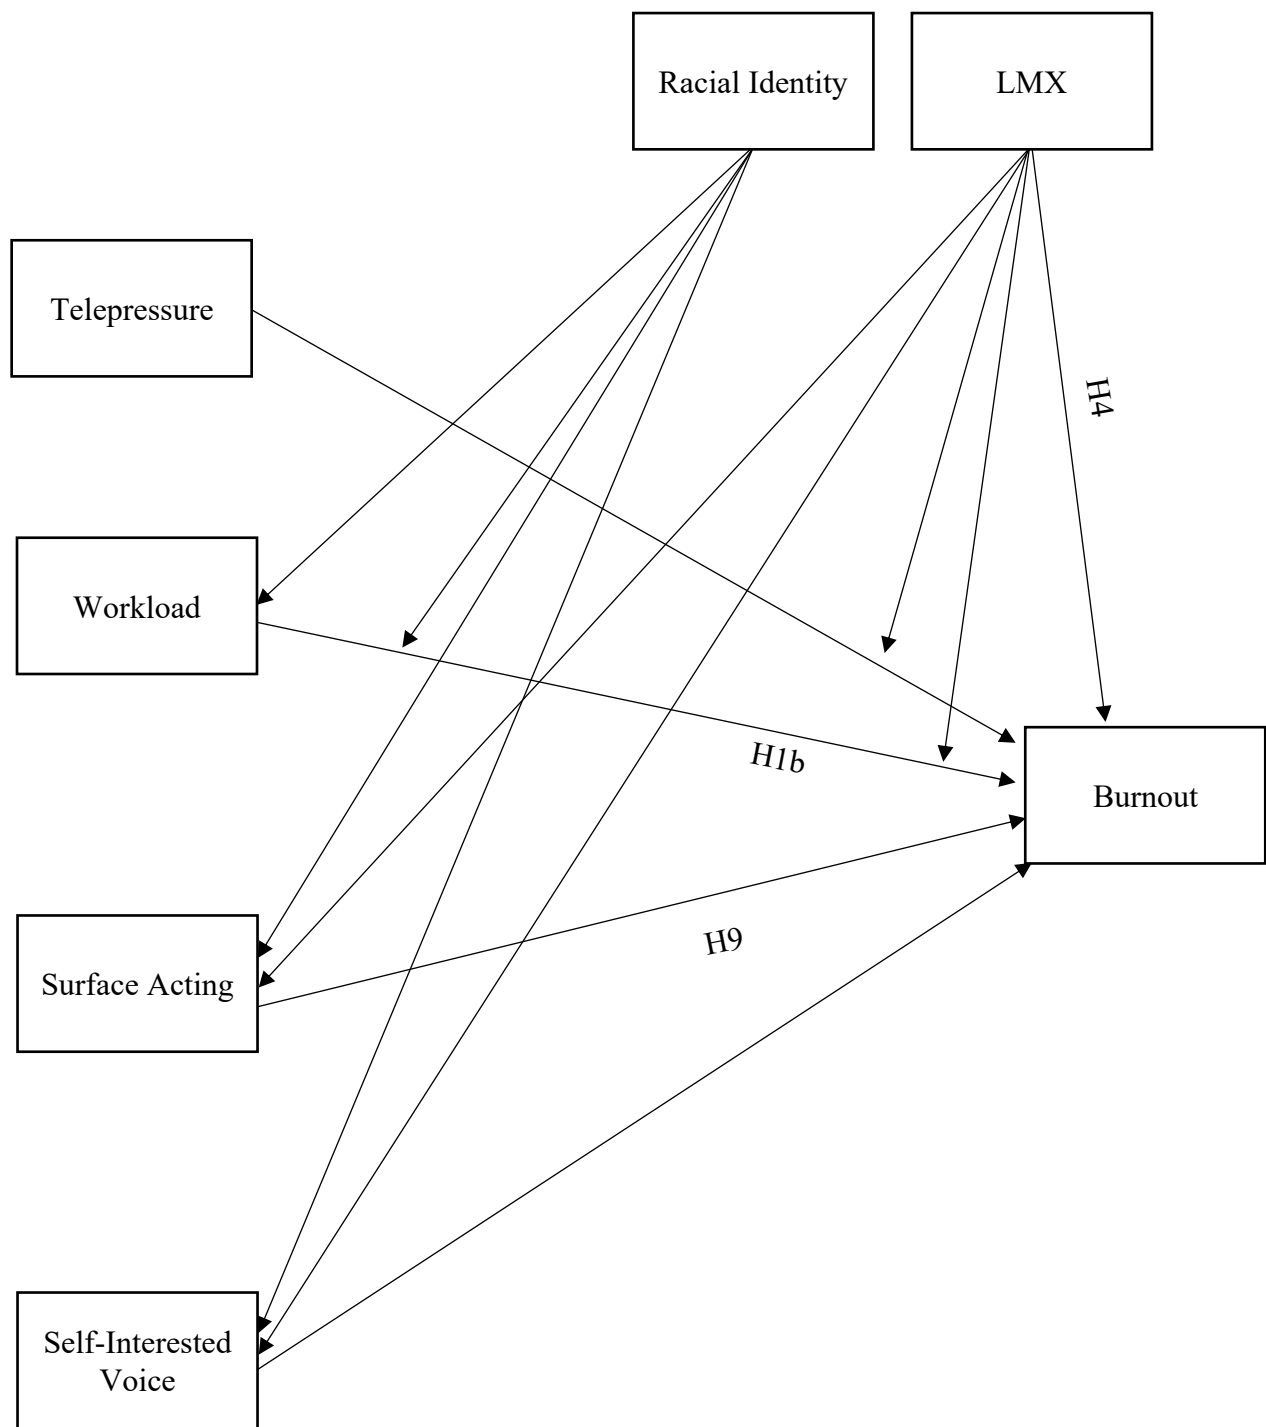 Racial Identity
LMX
Telepressure
H4
Workload
H1b
Burnout
H9
Surface Acting
Self-Interested
Voice